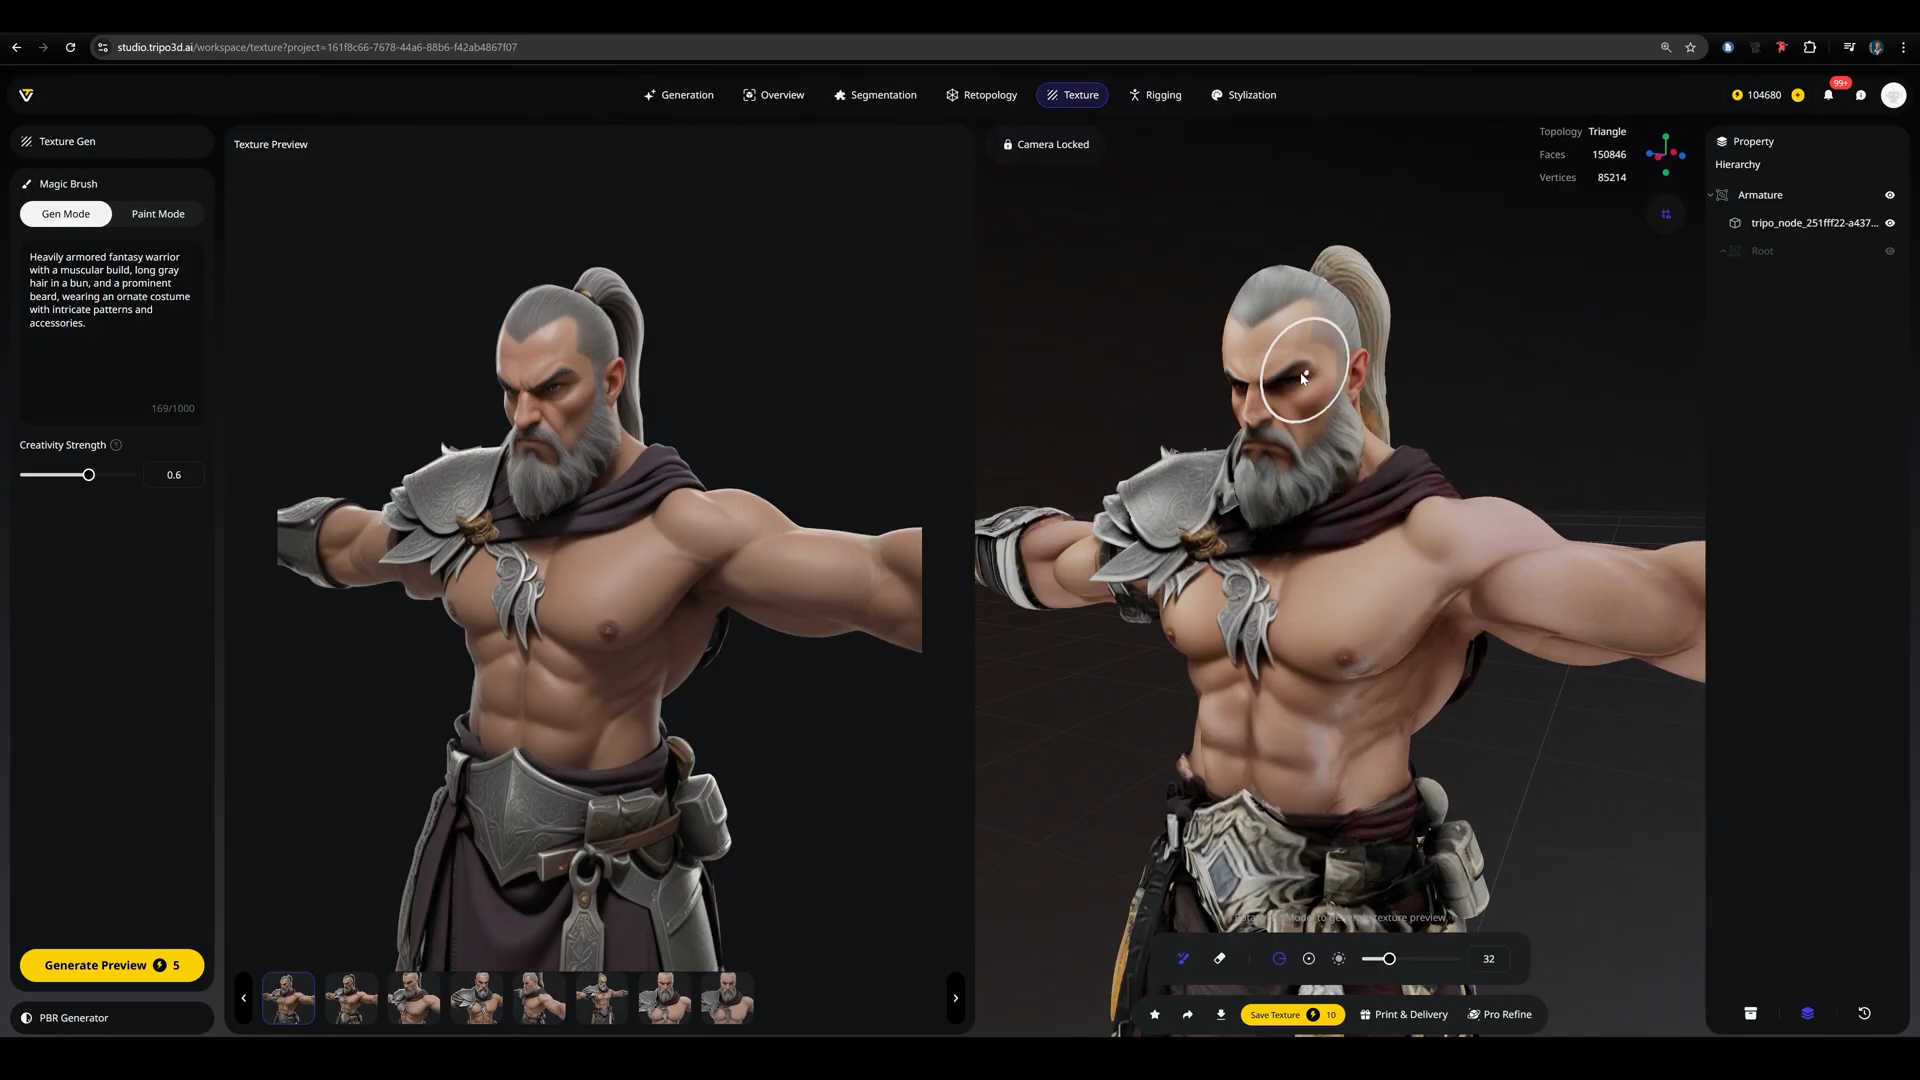 studio.tripo3d.ai/workspace/texture?project=161f8c66-7678-44a6-88b6-f42ab4867f07
Generation
Overview
Segmentation
Retopology
Texture
Rigging
Stylization
104680
99+
Texture Gen
Magic Brush
Gen Mode
Paint Mode
Heavily armored fantasy warrior
with a muscular build, long gray
hair in a bun, and a prominent
beard, wearing an ornate costume
with intricate patterns and
accessories.
169/1000
Creativity Strength ?
0.6
Generate Preview 5
PBR Generator
Texture Preview
Camera Locked
Topology Triangle
Faces 150846
Vertices 85214
texture preview
32
Save Texture 10
Print & Delivery
Pro Refine
Property
Hierarchy
Armature
tripo_node_251fff22-a437...
Root